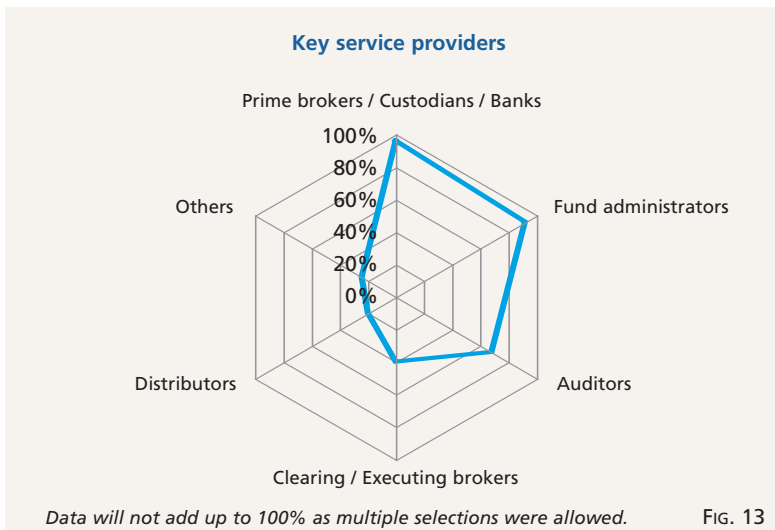 Key service providers
Prime brokers / Custodians / Banks
100%
80%
60%
40%
20%
0%
Others
Fund administrators
Distributors
Auditors
Clearing / Executing brokers
Data will not add up to 100% as multiple selections were allowed.
FIG. 13